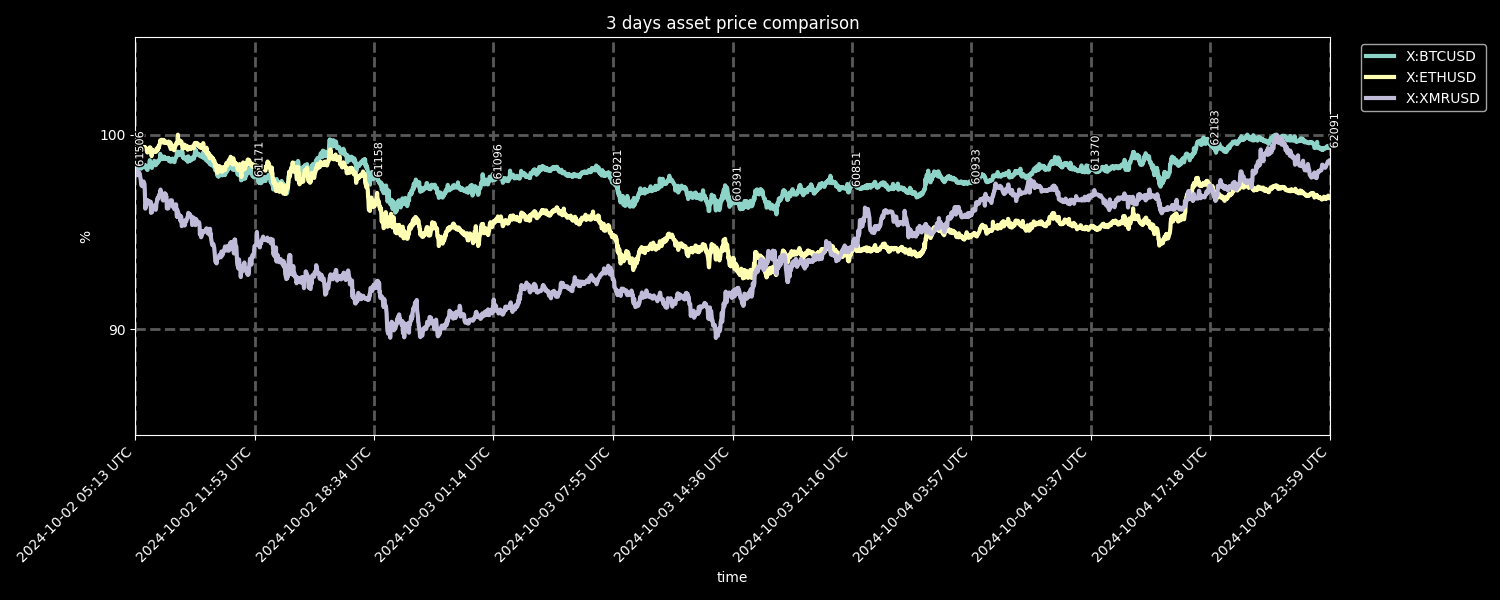 3 days asset price comparison
X:BTCUSD
X:ETHUSD
X:XMRUSD
100
90
%
61506
61171
61158
61096
60921
60391
60851
60933
61370
62183
62091
2024-10-02 05:13 UTC
2024-10-02 11:53 UTC
2024-10-02 18:34 UTC
2024-10-03 01:14 UTC
2024-10-03 07:55 UTC
2024-10-03 14:36 UTC
2024-10-03 21:16 UTC
2024-10-04 03:57 UTC
2024-10-04 10:37 UTC
2024-10-04 17:18 UTC
2024-10-04 23:59 UTC
time